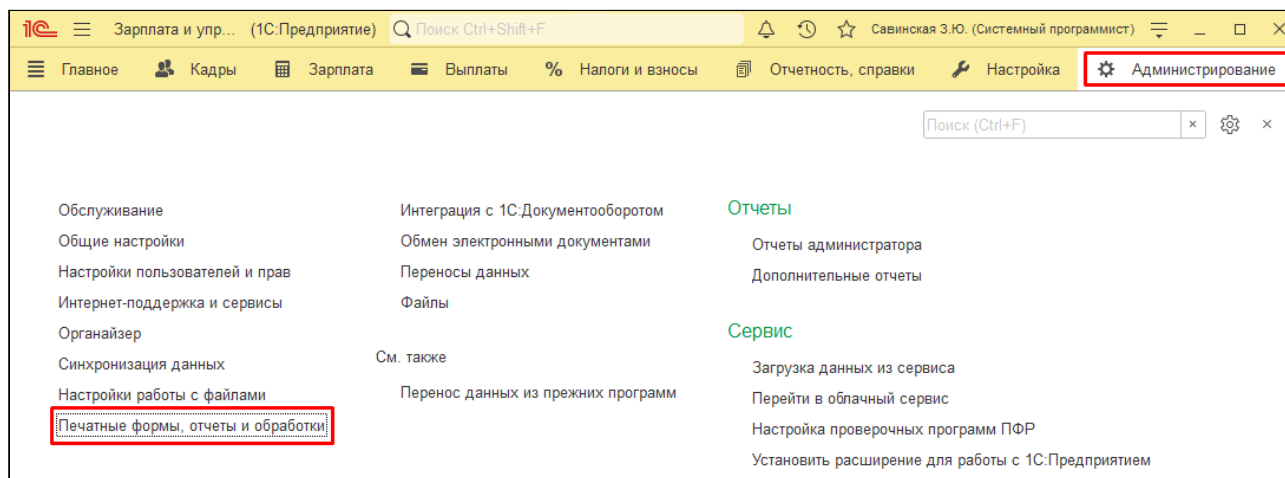 1С Зарплата и упр... (1С:Предприятие) Поиск Ctrl+Shift+F Савинская З.Ю. (Системный программист)
Главное Кадры Зарплата Выплаты % Налоги и взносы Отчетность, справки Настройка Администрирование
Поиск (Ctrl+F)
Обслуживание
Общие настройки
Настройки пользователей и прав
Интернет-поддержка и сервисы
Органайзер
Синхронизация данных
Настройки работы с файлами
Печатные формы, отчеты и обработки
Интеграция с 1С:Документооборотом
Обмен электронными документами
Переносы данных
Файлы
См. также
Перенос данных из прежних программ
Отчеты
Отчеты администратора
Дополнительные отчеты
Сервис
Загрузка данных из сервиса
Перейти в облачный сервис
Настройка проверочных программ ПФР
Установить расширение для работы с 1С:Предприятием